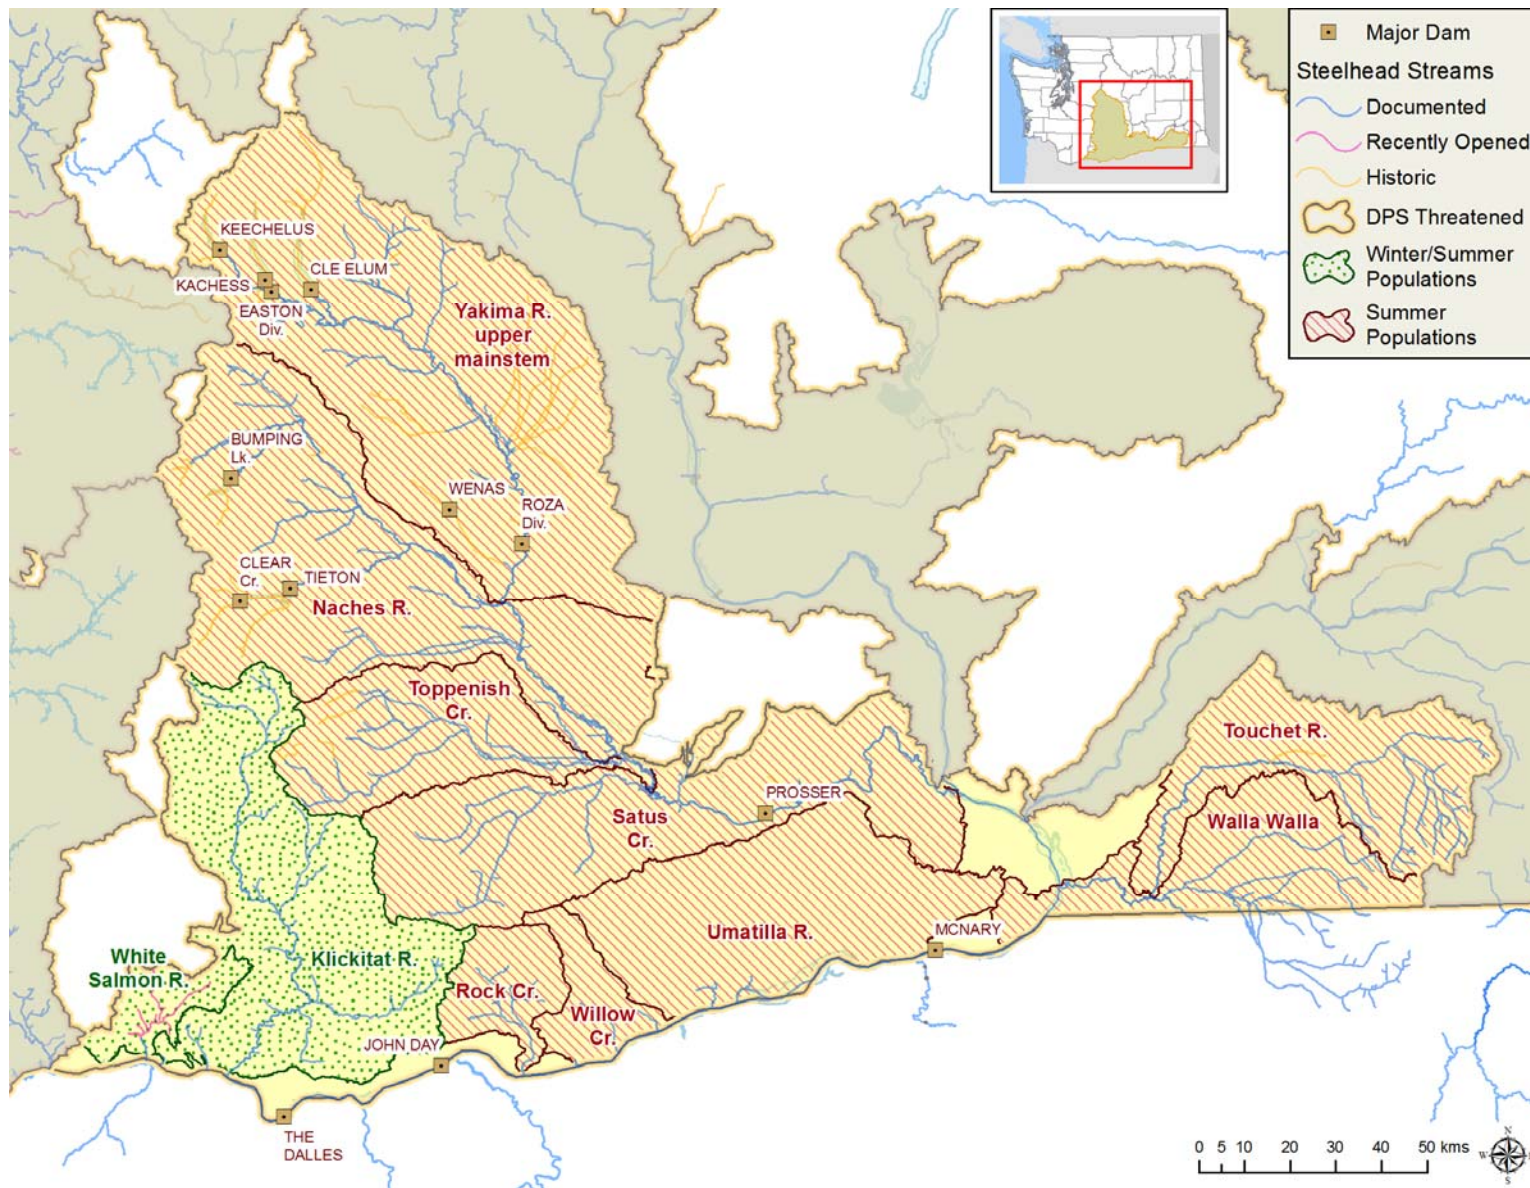 Major Dam
Steelhead Streams
Documented
Recently Opened
Historic
DPS Threatened
Winter/Summer
Populations
Summer
Populations
KEECHELUS
KACHESS
CLE ELUM
EASTON
Div.
Yakima R.
upper
mainstem
BUMPING
Lk.
WENAS
ROZA
Div.
CLEAR
Cr.
TIETON
Naches R.
Toppenish
Cr.
Touchet R.
PROSSER
Satus
Cr.
Walla Walla
Umatilla R.
MCNARY
White
Salmon R.
Klickitat R.
Rock Cr.
Willow
Cr.
JOHN DAY
THE
DALLES
0 5 10 20 30 40 50 kms
N
W
S